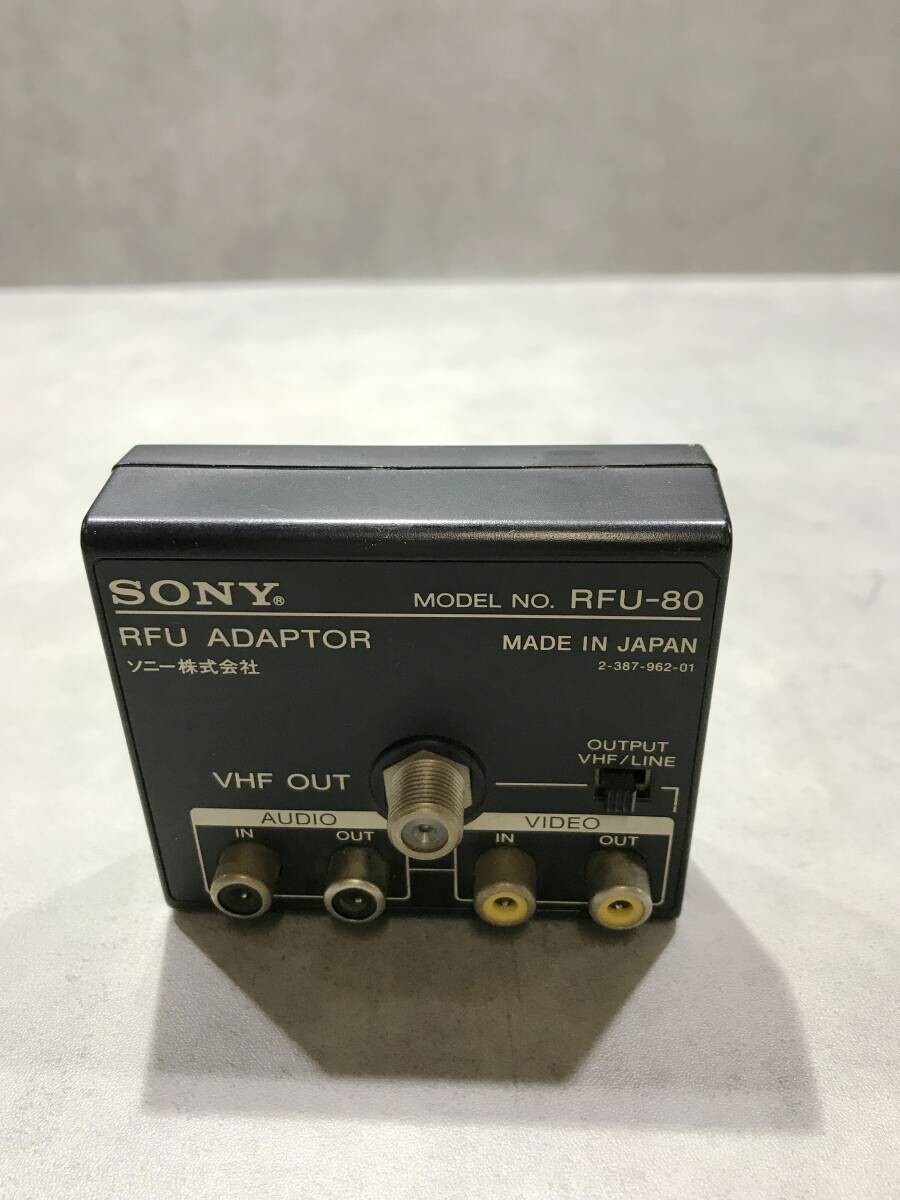 SONY® MODEL NO. RFU-80
RFU ADAPTOR MADE IN JAPAN
ソニー株式会社 2-387-962-01
OUTPUT
VHF/LINE
VHF OUT
AUDIO VIDEO
IN OUT IN OUT